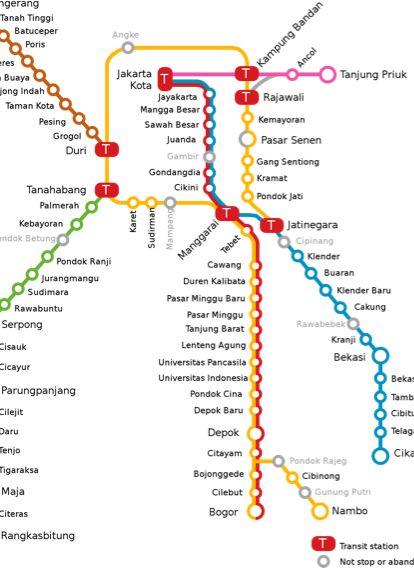 ngerang
Tanah Tinggi
Batuceper
Poris
eres
Buaya
jong Indah
Taman Kota
Pesing
Grogol
Duri
Tanahabang
Palmerah
Kebayoran
ondok Betung
Pondok Ranji
Jurangmangu
Sudimara
Rawabuntu
Serpong
Cisauk
Cicayur
Parungpanjang
Cilejit
Daru
Tenjo
Tigaraksa
Maja
Citeras
Rangkasbitung
Angke
Jakarta
Kota
T
Jayakarta
Mangga Besar
Sawah Besar
Juanda
Gambir
Gondangdia
Cikini
Manggarai
T
Karet
Sudirman
Mampang
T
T
Kampung Bandan
T
Ancol
Tanjung Priuk
T
Rajawali
Kemayoran
Pasar Senen
Gang Sentiong
Kramat
Pondok Jati
T
Jatinegara
Cipinang
Klender
Buaran
Klender Baru
Cakung
Rawabebek
Kranji
Bekasi
Bekas
Tamb
Cibitu
Telaga
Cika
Tebet
Cawang
Duren Kalibata
Pasar Minggu Baru
Pasar Minggu
Tanjung Barat
Lenteng Agung
Universitas Pancasila
Universitas Indonesia
Pondok Cina
Depok Baru
Depok
Citayam
Bojonggede
Cilebut
Bogor
Pondok Rajeg
Cibinong
Gunung Putri
Nambo
T
Transit station
Not stop or aband